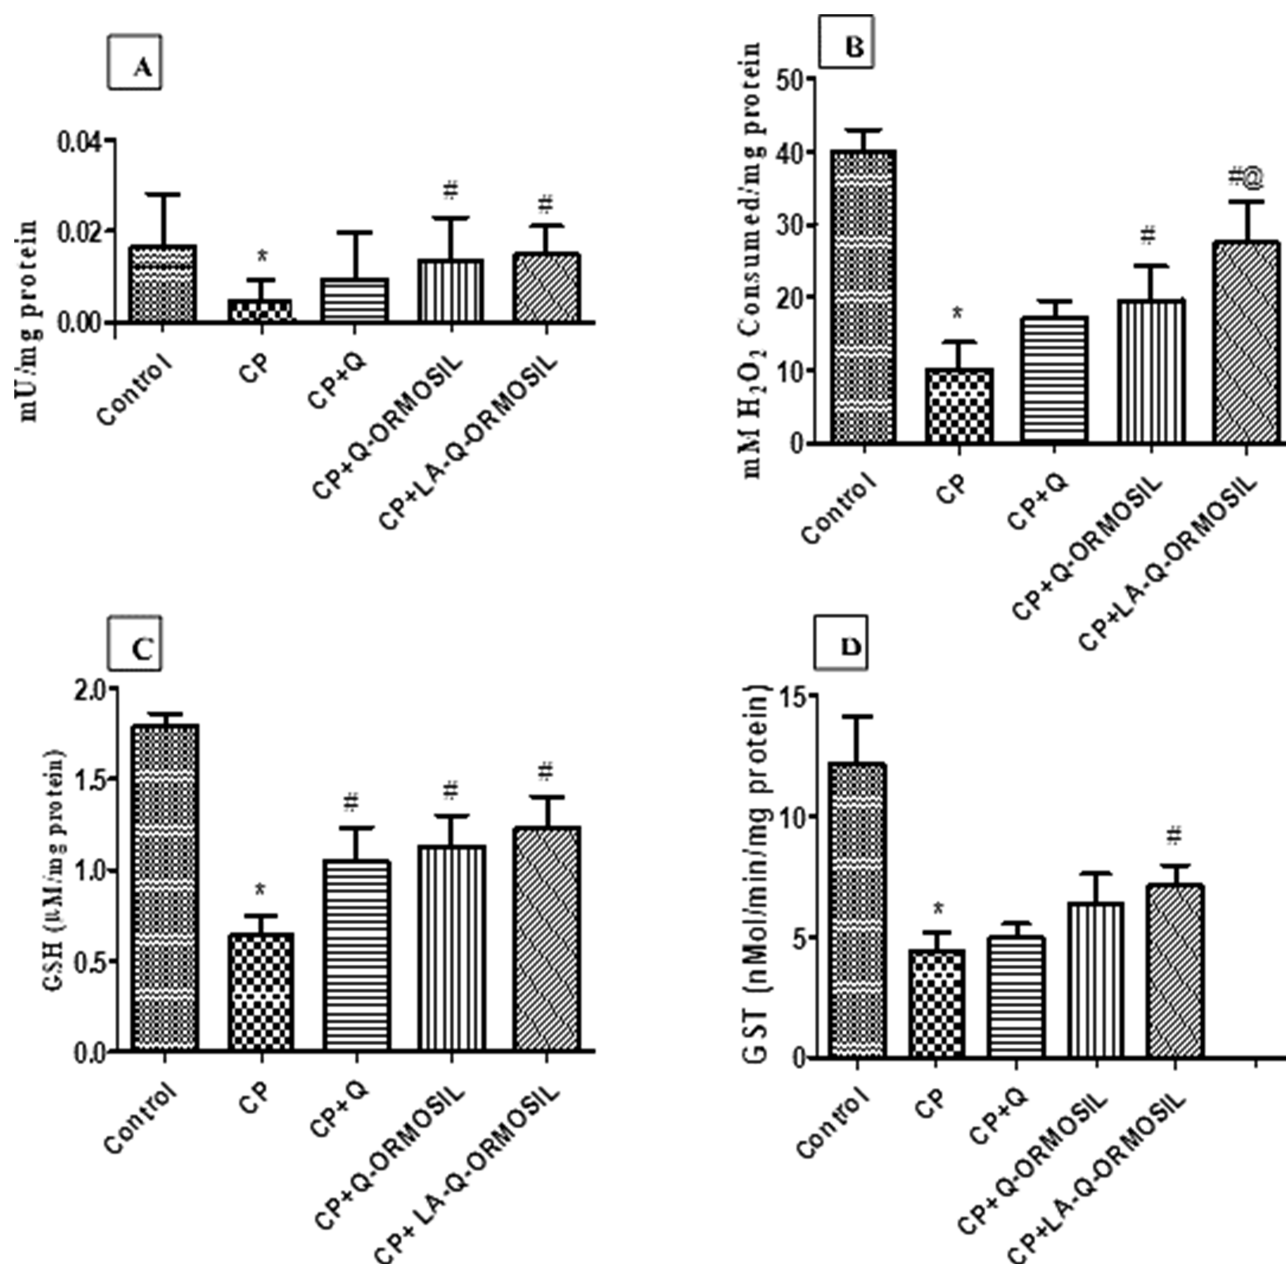 A
mU/mg protein
0.04
0.02
0.00
*
#
#
Control
CP
CP+Q
CP+Q-ORMOSIL
CP+LA-Q-ORMOSIL
B
mM H₂O₂ Consumed/mg protein
50
40
30
20
10
0
*
#
#@
Control
CP
CP+Q
CP+Q-ORMOSIL
CP+LA-Q-ORMOSIL
C
GSH (μM/mg protein)
2.0
1.5
1.0
0.5
0.0
*
#
#
#
Control
CP
CP+Q
CP+Q-ORMOSIL
CP+ LA-Q-ORMOSIL
D
GST (nMol/min/mg protein)
15
10
5
0
*
#
Control
CP
CP+Q
CP+Q-ORMOSIL
CP+LA-Q-ORMOSIL